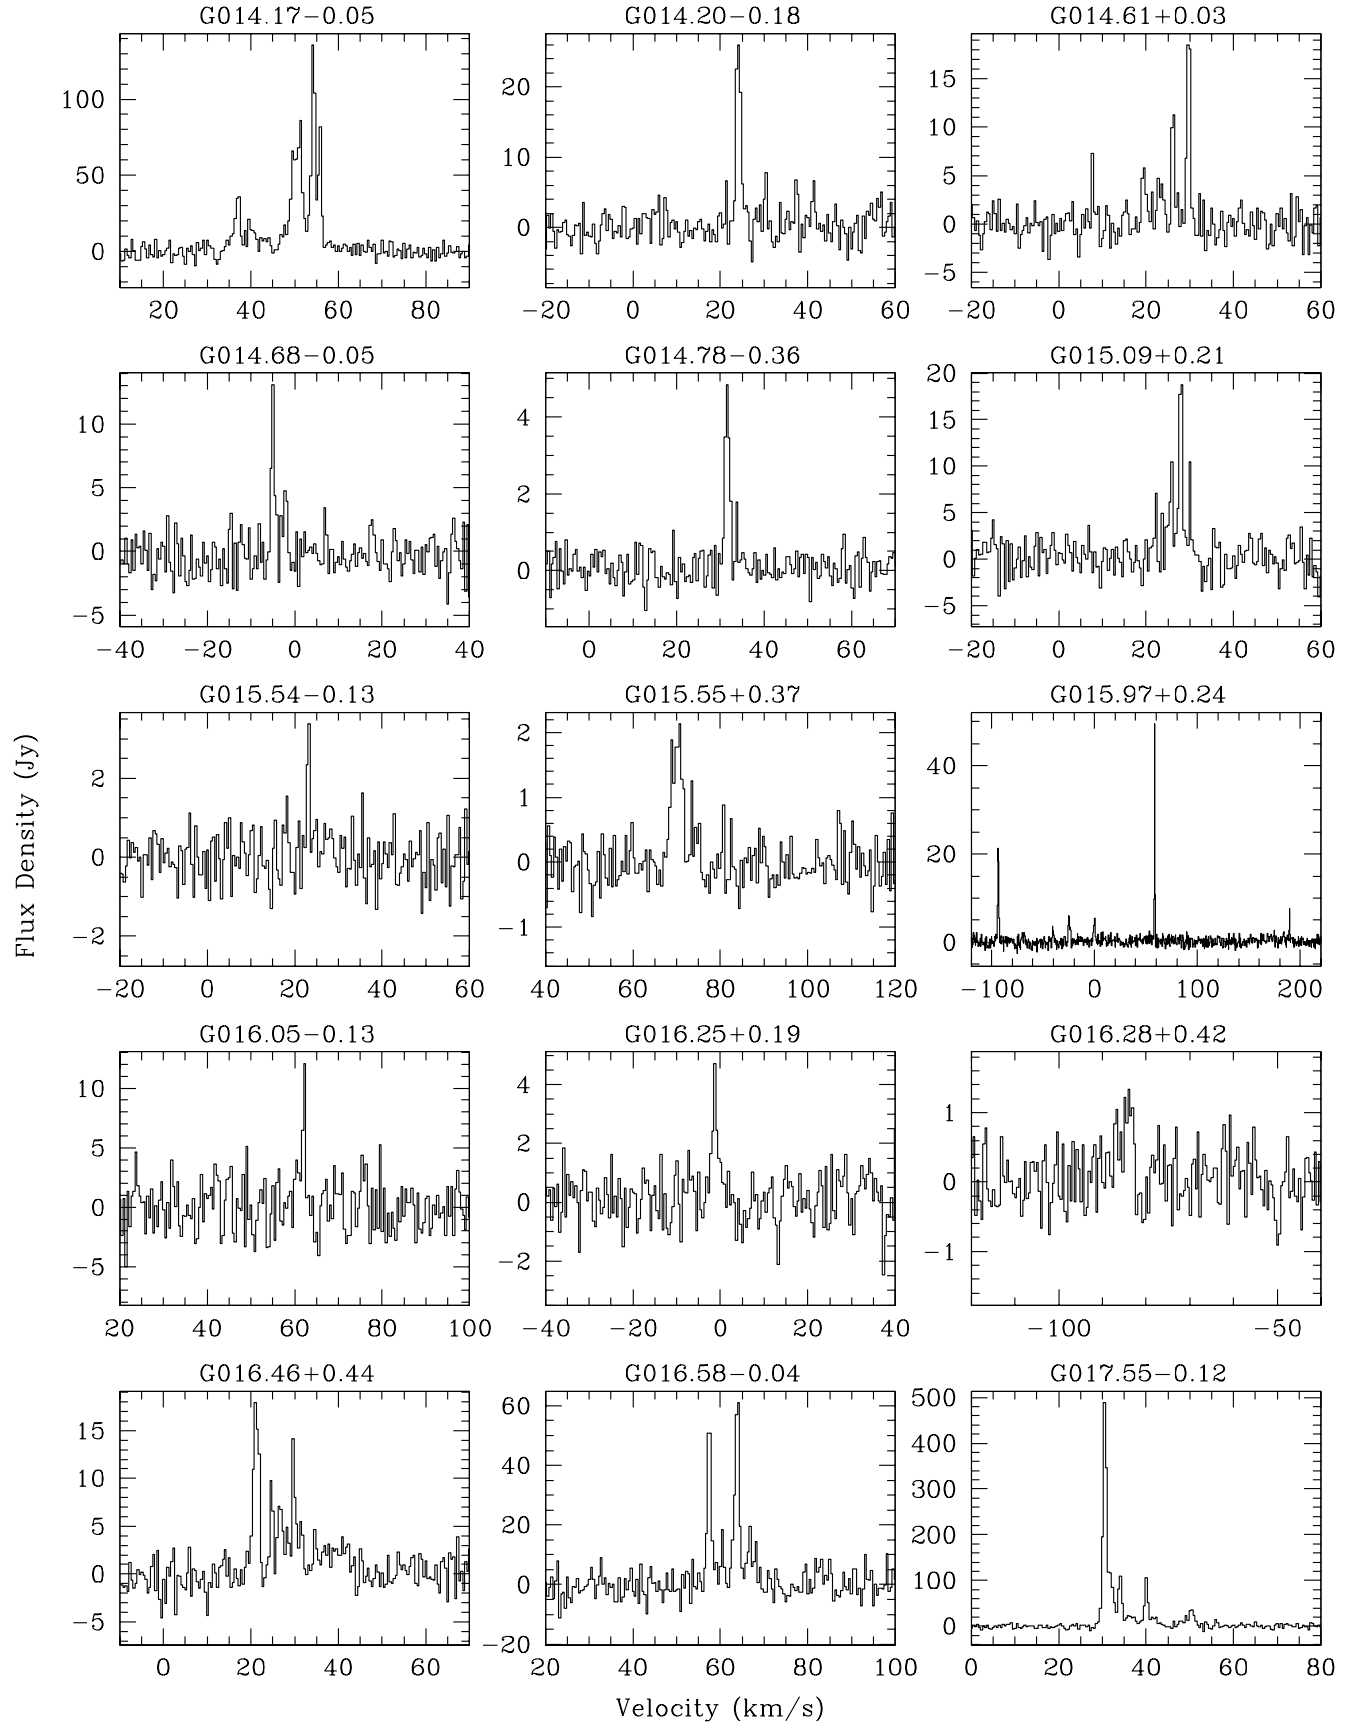 G014.17−0.05 G014.20−0.18 G014.61+0.03
100 50 0
20 40 60 80
20 10 0
−20 0 20 40 60
15 10 5 0 −5
−20 0 20 40 60
G014.68−0.05 G014.78−0.36 G015.09+0.21
10 5 0 −5
−40 −20 0 20 40
4 2 0
0 20 40 60
20 15 10 5 0 −5
−20 0 20 40 60
G015.54−0.13 G015.55+0.37 G015.97+0.24
2 0 −2
−20 0 20 40 60
2 1 0 −1
40 60 80 100 120
40 20 0
−100 0 100 200
Flux Density (Jy)
G016.05−0.13 G016.25+0.19 G016.28+0.42
10 5 0 −5
20 40 60 80 100
4 2 0 −2
−40 −20 0 20 40
1 0 −1
−100 −50
G016.46+0.44 G016.58−0.04 G017.55−0.12
15 10 5 0 −5
0 20 40 60
60 40 20 0 −20
20 40 60 80 100
500 400 300 200 100 0
0 20 40 60 80
Velocity (km/s)